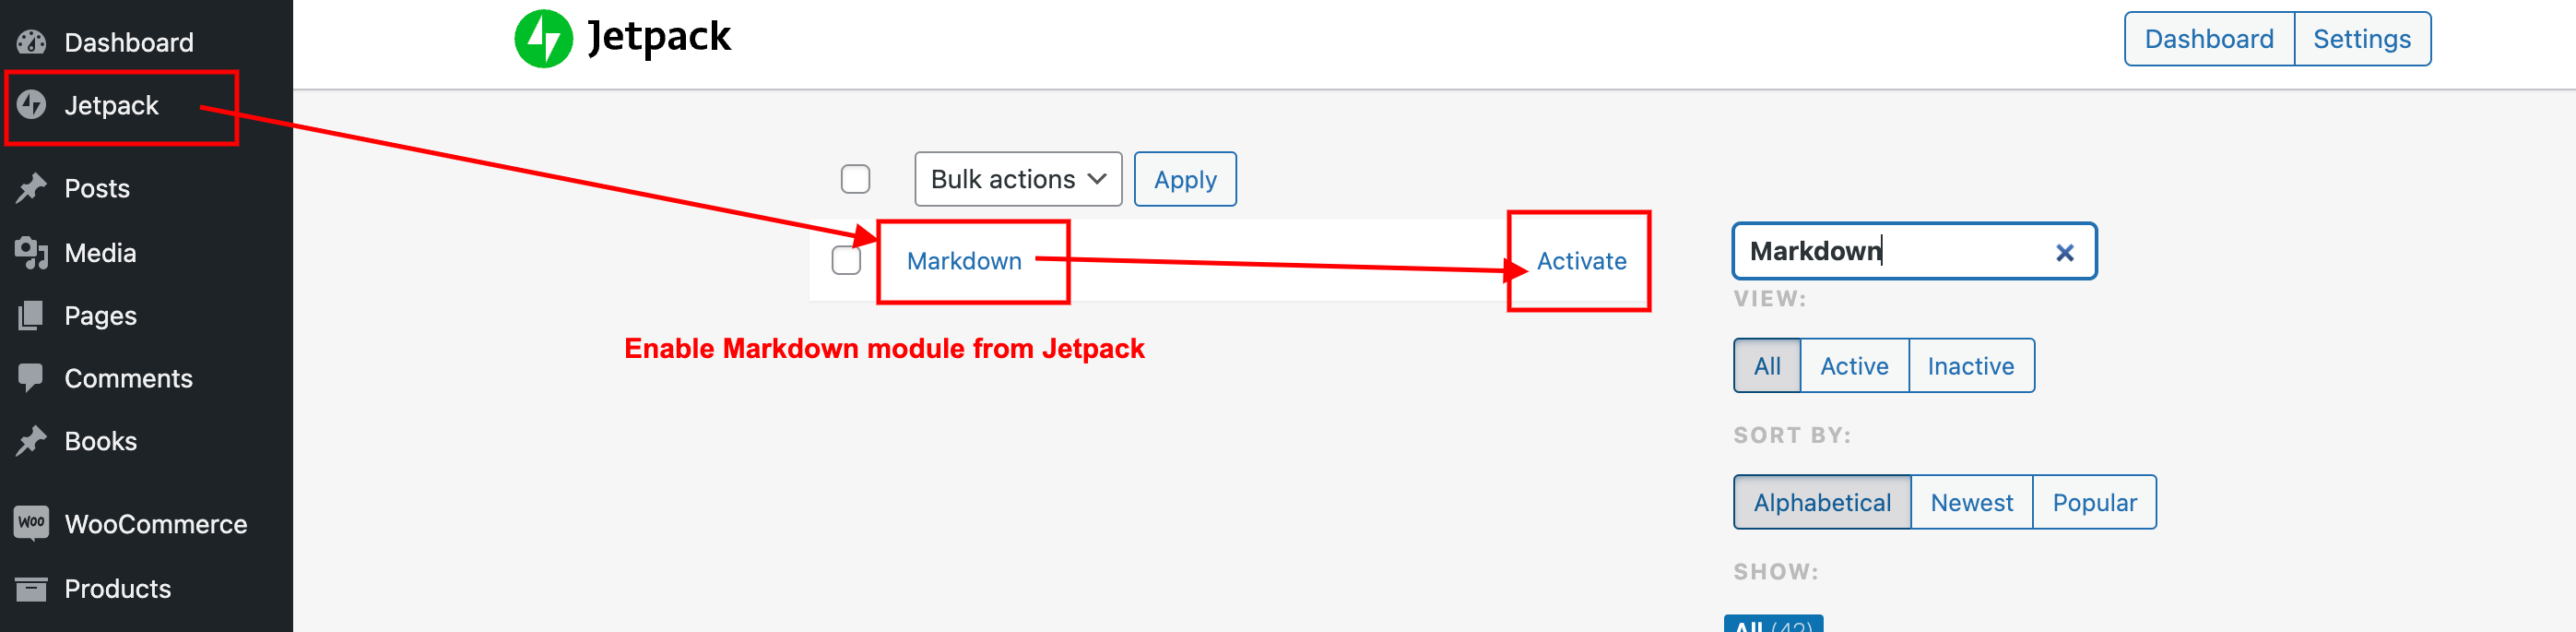 Dashboard
Jetpack
Posts
Media
Pages
Comments
Books
WOO WooCommerce
Products
Jetpack
Dashboard Settings
Bulk actions Apply
Markdown Activate
Enable Markdown module from Jetpack
Markdown
VIEW:
All Active Inactive
SORT BY:
Alphabetical Newest Popular
SHOW:
All (42)